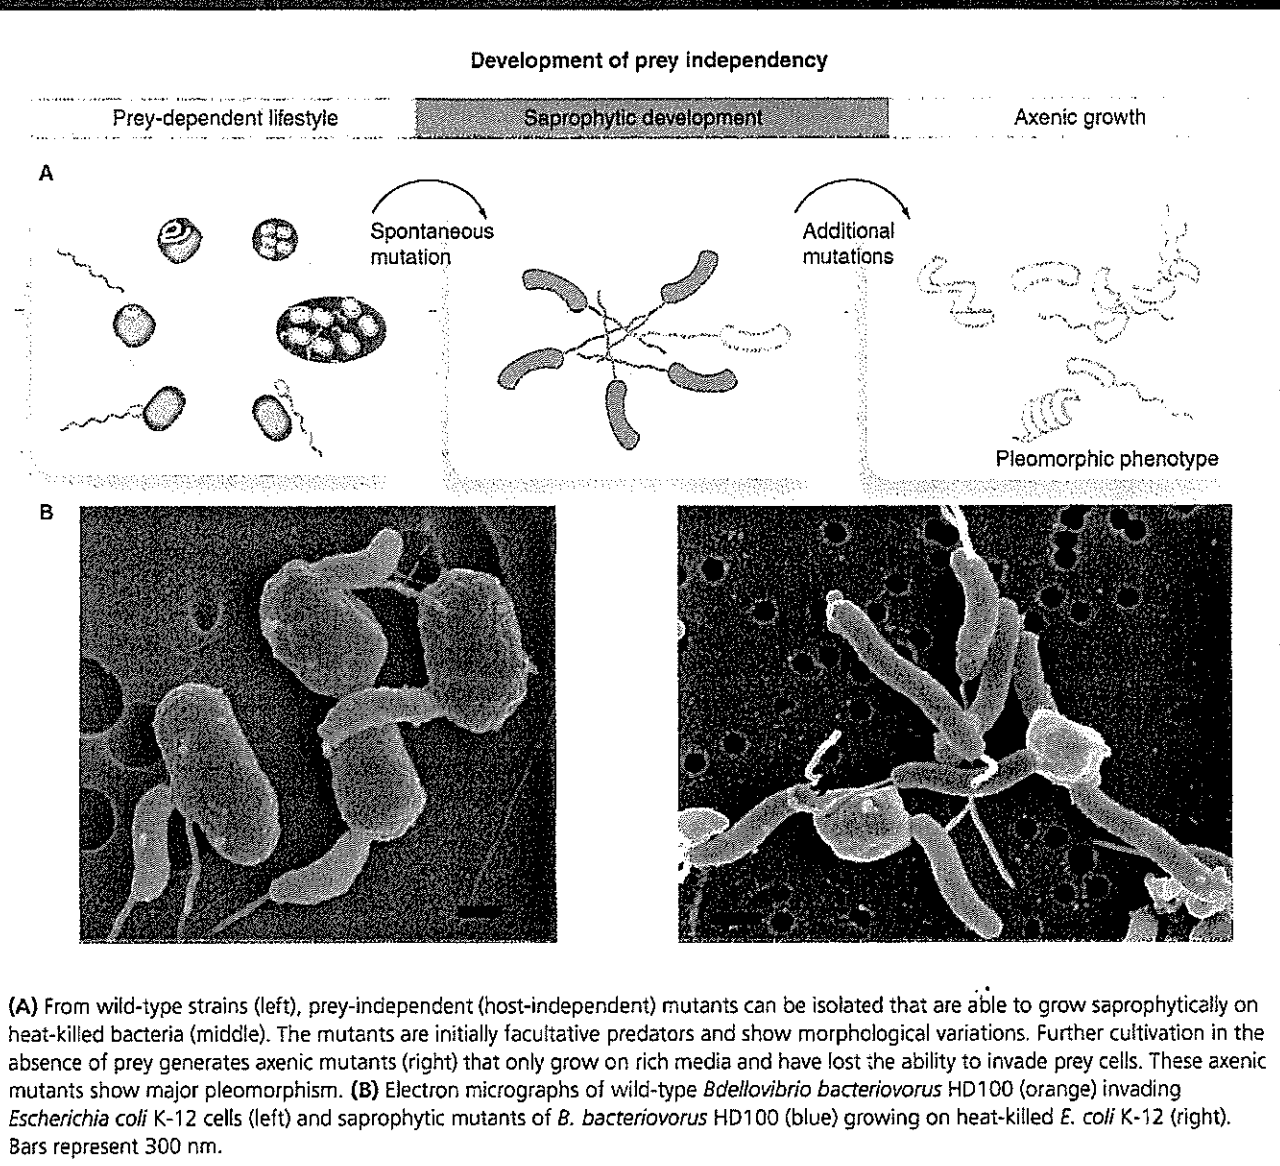 Development of prey independency
Prey-dependent lifestyle
Saprophytic development
Axenic growth
A
Spontaneous
mutation
Additional
mutations
Pleomorphic phenotype
B
(A) From wild-type strains (left), prey-independent (host-independent) mutants can be isolated that are able to grow saprophytically on
heat-killed bacteria (middle). The mutants are initially facultative predators and show morphological variations. Further cultivation in the
absence of prey generates axenic mutants (right) that only grow on rich media and have lost the ability to invade prey cells. These axenic
mutants show major pleomorphism. (B) Electron micrographs of wild-type Bdellovibrio bacteriovorus HD100 (orange) invading
Escherichia coli K-12 cells (left) and saprophytic mutants of B. bacteriovorus HD100 (blue) growing on heat-killed E. coli K-12 (right).
Bars represent 300 nm.